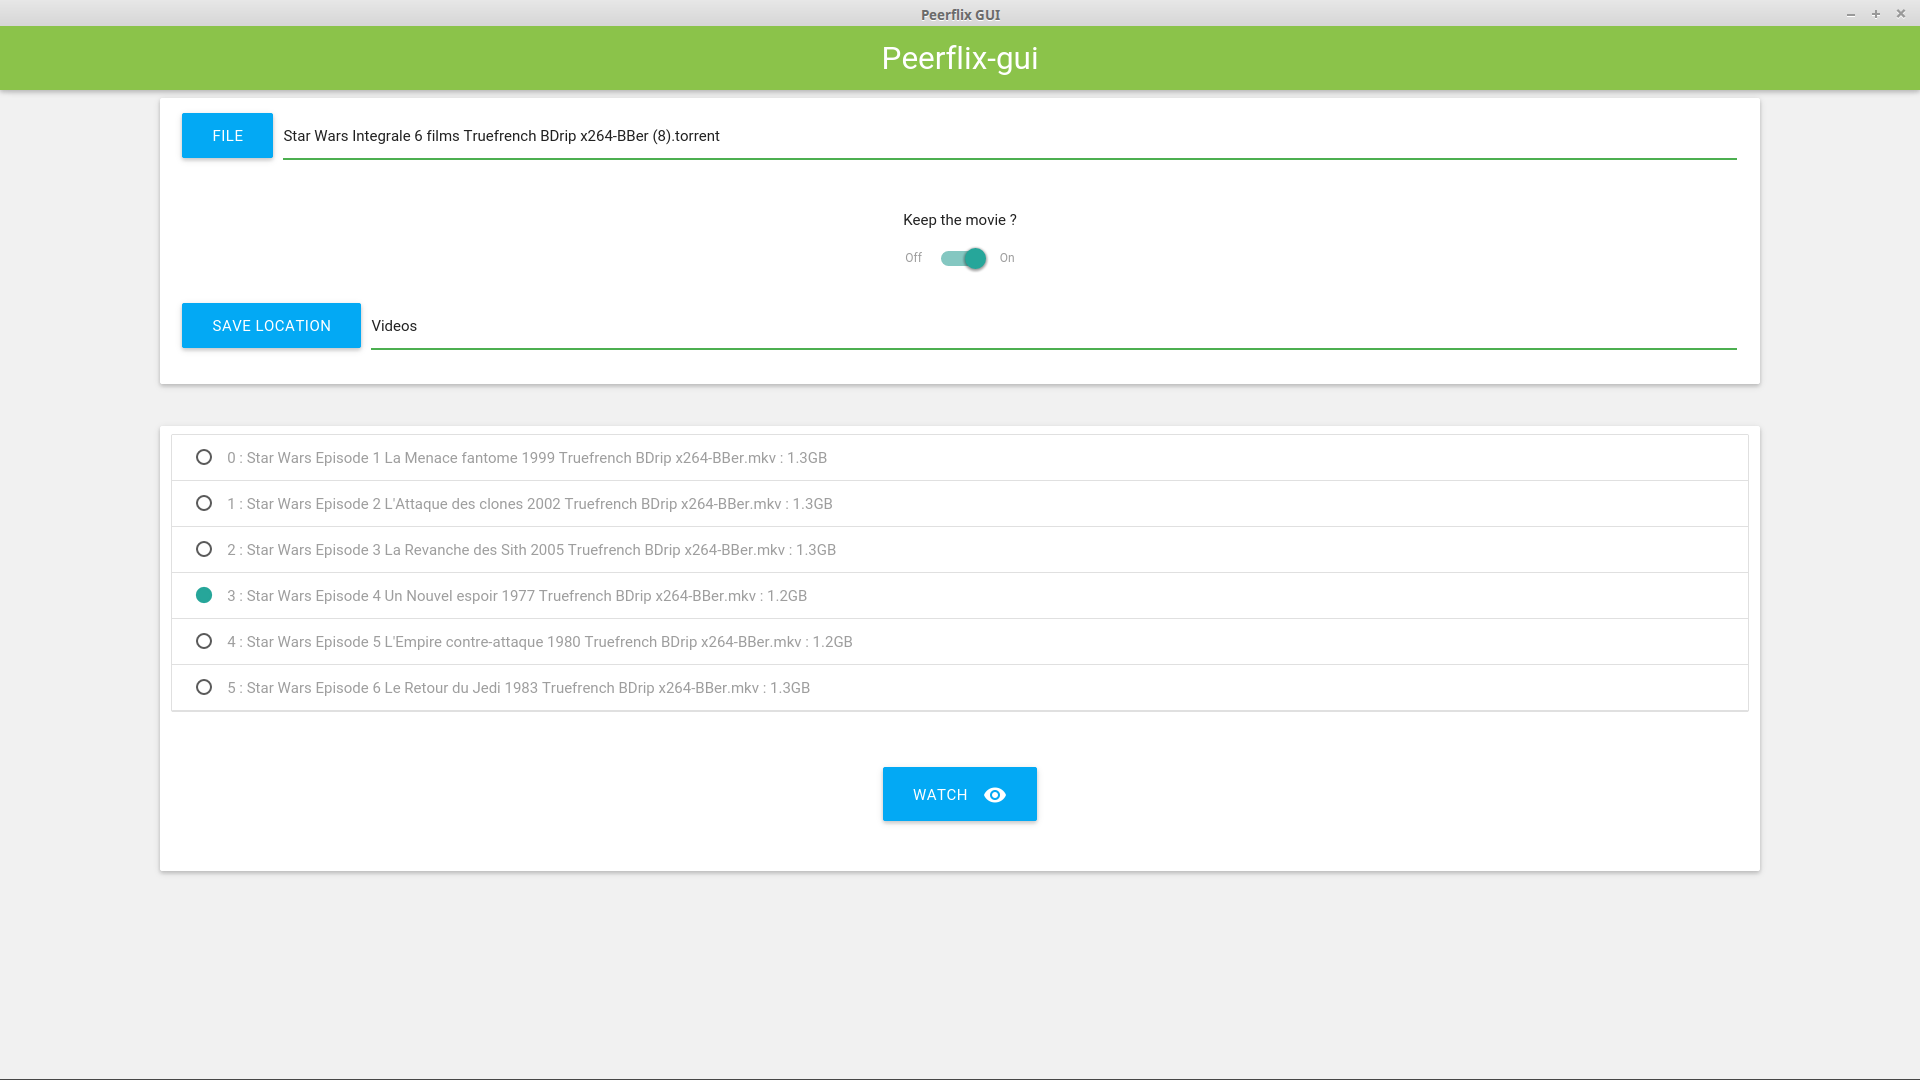 Peerflix GUI
Peerflix-gui
FILE Star Wars Integrale 6 films Truefrench BDrip x264-BBer (8).torrent
Keep the movie ?
Off On
SAVE LOCATION Videos
0 : Star Wars Episode 1 La Menace fantome 1999 Truefrench BDrip x264-BBer.mkv : 1.3GB
1 : Star Wars Episode 2 L'Attaque des clones 2002 Truefrench BDrip x264-BBer.mkv : 1.3GB
2 : Star Wars Episode 3 La Revanche des Sith 2005 Truefrench BDrip x264-BBer.mkv : 1.3GB
3 : Star Wars Episode 4 Un Nouvel espoir 1977 Truefrench BDrip x264-BBer.mkv : 1.2GB
4 : Star Wars Episode 5 L'Empire contre-attaque 1980 Truefrench BDrip x264-BBer.mkv : 1.2GB
5 : Star Wars Episode 6 Le Retour du Jedi 1983 Truefrench BDrip x264-BBer.mkv : 1.3GB
WATCH